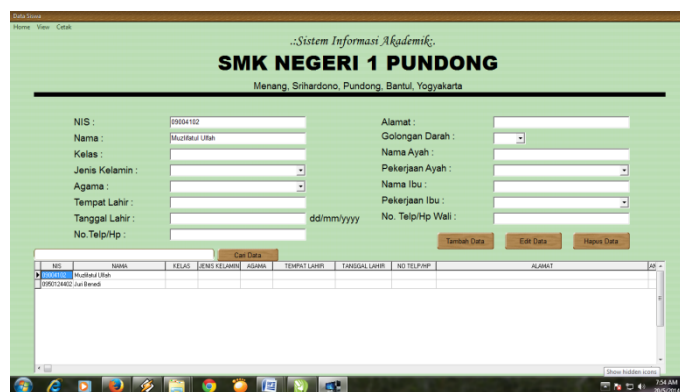 Data Siswa
Home View Cetak
.:Sistem Informasi Akademik:.
SMK NEGERI 1 PUNDONG
Menang, Srihardono, Pundong, Bantul, Yogyakarta
NIS : 09004102
Nama : Muzlifatul Ulfah
Kelas :
Jenis Kelamin :
Agama :
Tempat Lahir :
Tanggal Lahir : dd/mm/yyyy
No.Telp/Hp :
Alamat :
Golongan Darah :
Nama Ayah :
Pekerjaan Ayah :
Nama Ibu :
Pekerjaan Ibu :
No. Telp/Hp Wali :
Tambah Data Edit Data Hapus Data
Cari Data
NIS NAMA KELAS JENIS KELAMIN AGAMA TEMPAT LAHIR TANGGAL LAHIR NO TELP/HP ALAMAT
09004102 Muzlifatul Ulfah
0950124402 Juri Benedi
Show hidden icons
7:54 AM